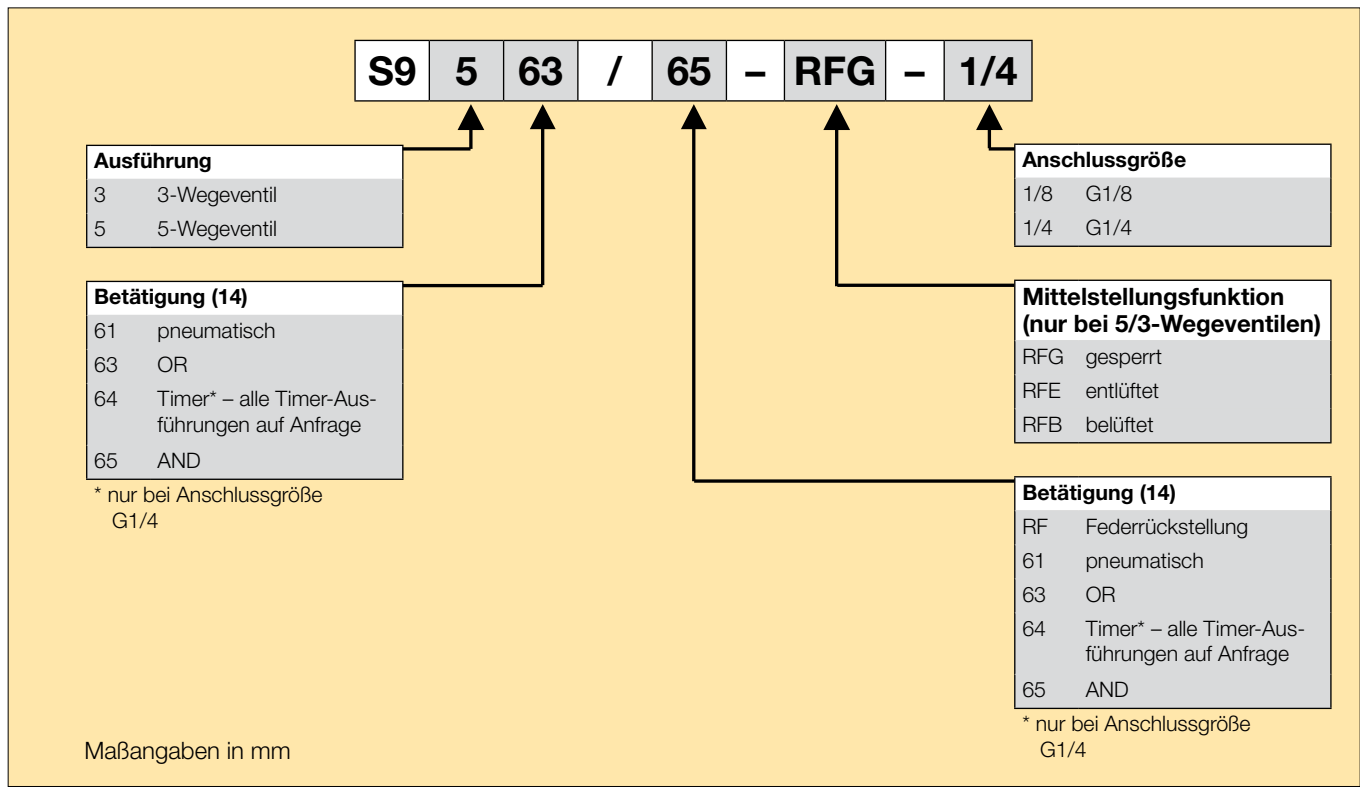 S9 5 63 / 65 – RFG – 1/4
Ausführung
3 3-Wegeventil
5 5-Wegeventil
Betätigung (14)
61 pneumatisch
63 OR
64 Timer* – alle Timer-Aus-
führungen auf Anfrage
65 AND
* nur bei Anschlussgröße
G1/4
Anschlussgröße
1/8 G1/8
1/4 G1/4
Mittelstellungsfunktion
(nur bei 5/3-Wegeventilen)
RFG gesperrt
RFE entlüftet
RFB belüftet
Betätigung (14)
RF Federrückstellung
61 pneumatisch
63 OR
64 Timer* – alle Timer-Aus-
führungen auf Anfrage
65 AND
* nur bei Anschlussgröße
G1/4
Maßangaben in mm